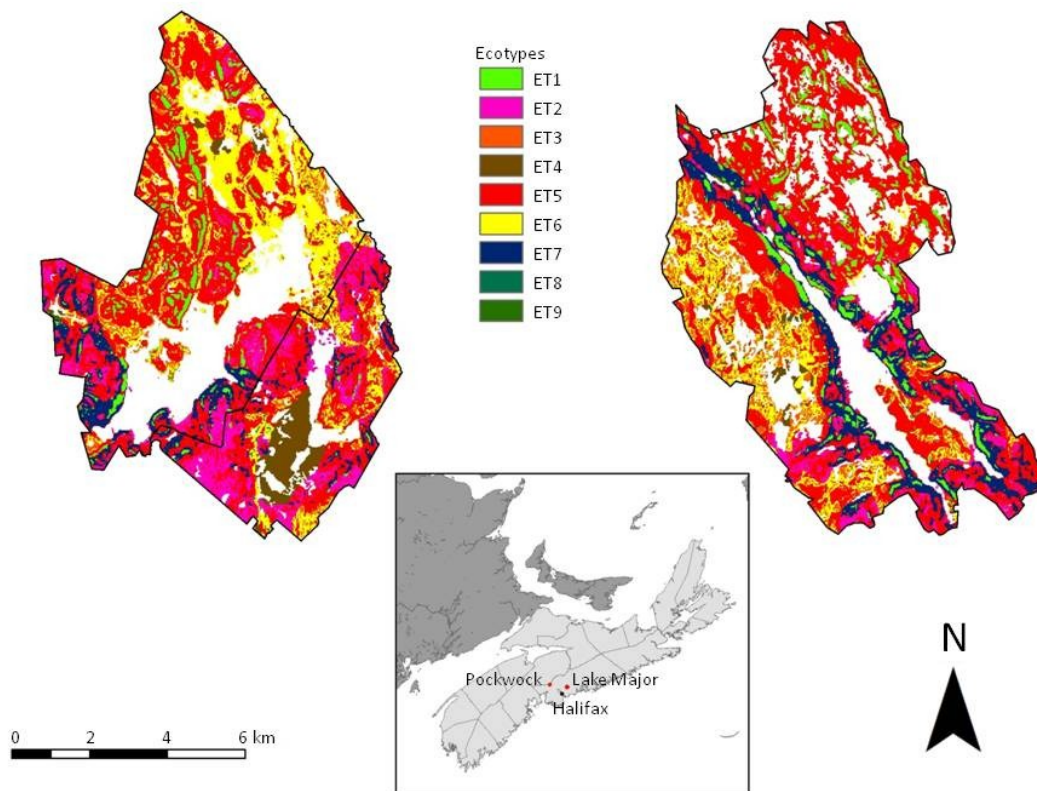 Ecotypes
ET1
ET2
ET3
ET4
ET5
ET6
ET7
ET8
ET9
Pockwock
Lake Major
Halifax
N
0 2 4 6 km